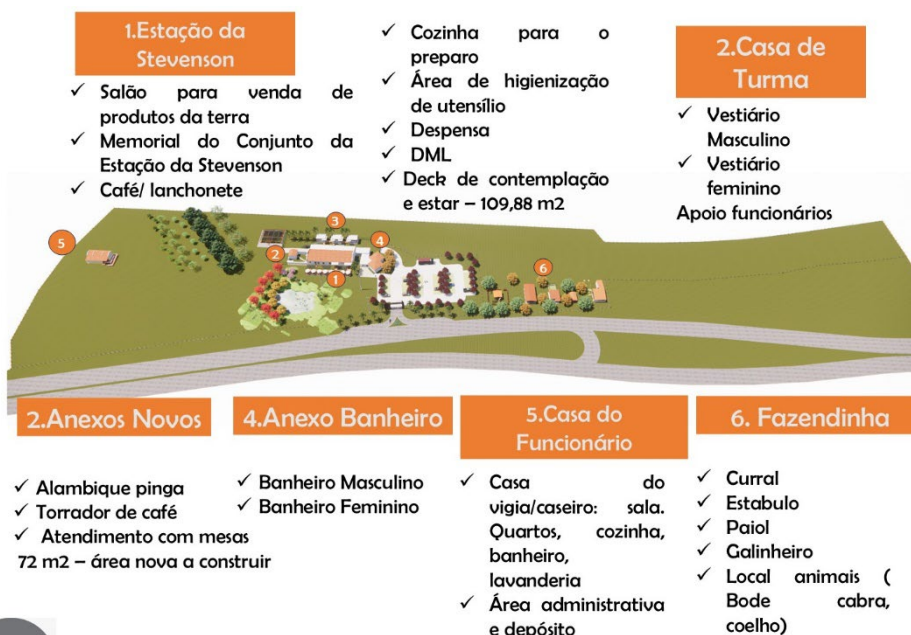 1.Estação da
Stevenson
✓ Salão para venda de
produtos da terra
✓ Memorial do Conjunto da
Estação da Stevenson
✓ Café/ lanchonete
✓ Cozinha para o
preparo
✓ Área de higienização
de utensílio
✓ Despensa
✓ DML
✓ Deck de contemplação
e estar – 109,88 m2
2.Casa de
Turma
✓ Vestiário
Masculino
✓ Vestiário
feminino
Apoio funcionários
5
3
2
4
1
6
2.Anexos Novos
✓ Alambique pinga
✓ Torrador de café
✓ Atendimento com mesas
72 m2 – área nova a construir
4.Anexo Banheiro
✓ Banheiro Masculino
✓ Banheiro Feminino
5.Casa do
Funcionário
✓ Casa do
vigia/caseiro: sala.
Quartos, cozinha,
banheiro,
lavanderia
✓ Área administrativa
e depósito
6. Fazendinha
✓ Curral
✓ Estabulo
✓ Paiol
✓ Galinheiro
✓ Local animais (
Bode cabra,
coelho)